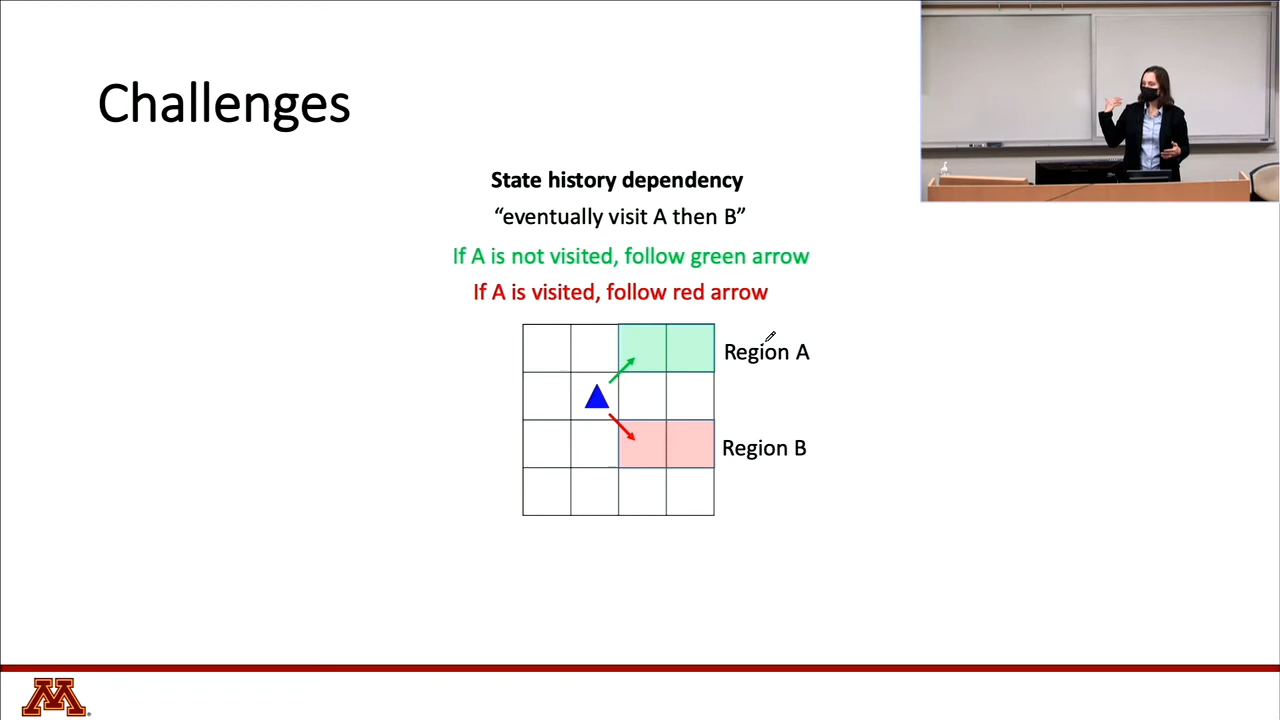 Challenges
State history dependency
“eventually visit A then B”
If A is not visited, follow green arrow
If A is visited, follow red arrow
Region A
Region B
M